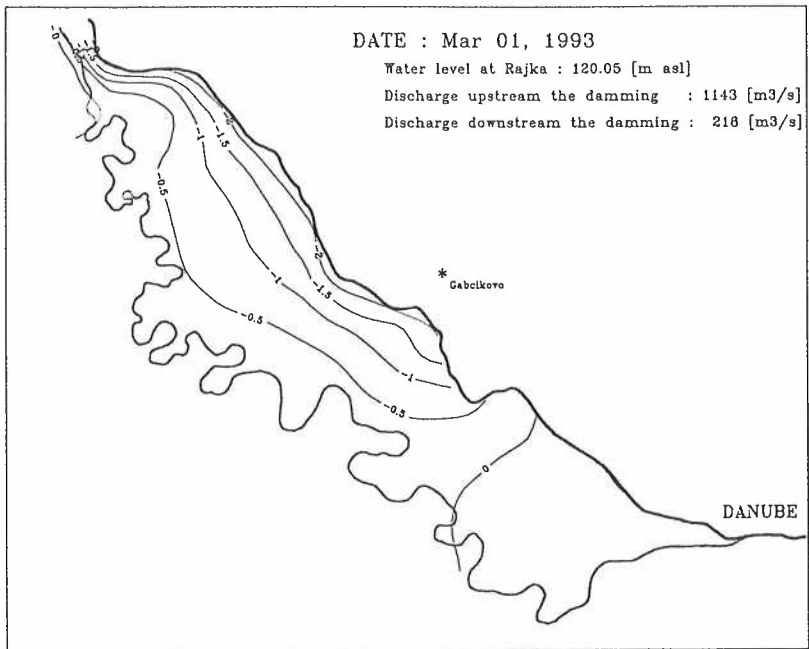 DATE : Mar 01, 1993
Water level at Rajka : 120.05 [m asl]
Discharge upstream the damming : 1143 [m3/s]
Discharge downstream the damming : 218 [m3/s]
-0
-2
-1
-1.5
-0.5
-2
-1
* Gabcikovo
-1.5
-0.5
-1
-0.5
0
DANUBE